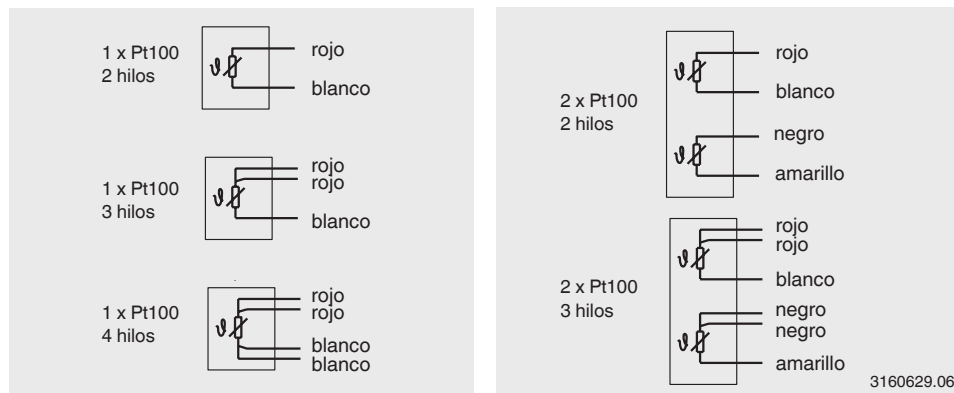 1 x Pt100
2 hilos
rojo
blanco
1 x Pt100
3 hilos
rojo
rojo
blanco
1 x Pt100
4 hilos
rojo
rojo
blanco
blanco
2 x Pt100
2 hilos
rojo
blanco
negro
amarillo
2 x Pt100
3 hilos
rojo
rojo
blanco
negro
negro
amarillo
3160629.06